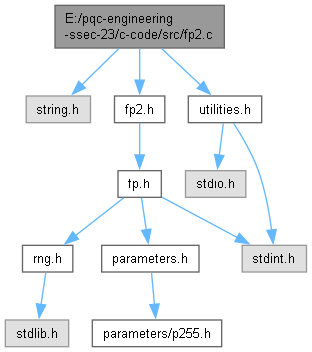 E:/pqc-engineering
-ssec-23/c-code/src/fp2.c
string.h
fp2.h
utilities.h
stdio.h
fp.h
rng.h
parameters.h
stdint.h
stdlib.h
parameters/p255.h